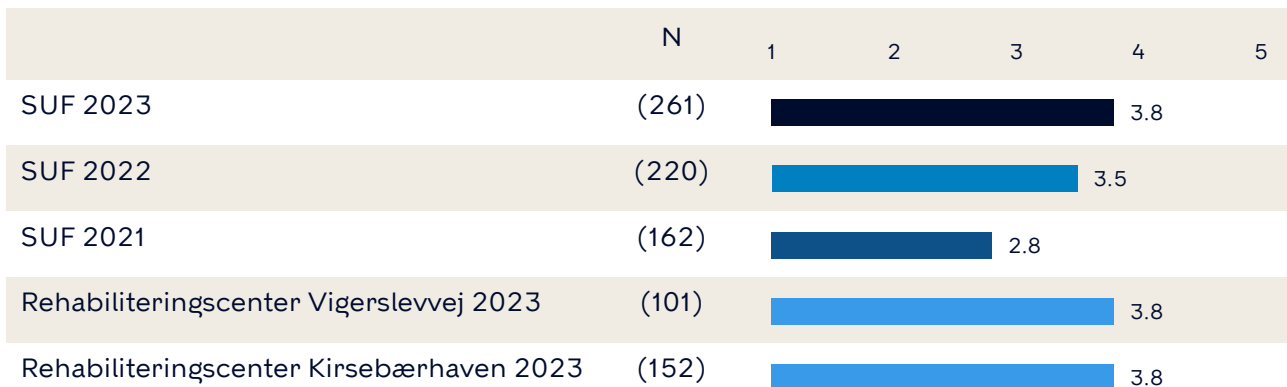 N 1 2 3 4 5
SUF 2023 (261) 3.8
SUF 2022 (220) 3.5
SUF 2021 (162) 2.8
Rehabiliteringscenter Vigerslevvej 2023 (101) 3.8
Rehabiliteringscenter Kirsebærhaven 2023 (152) 3.8